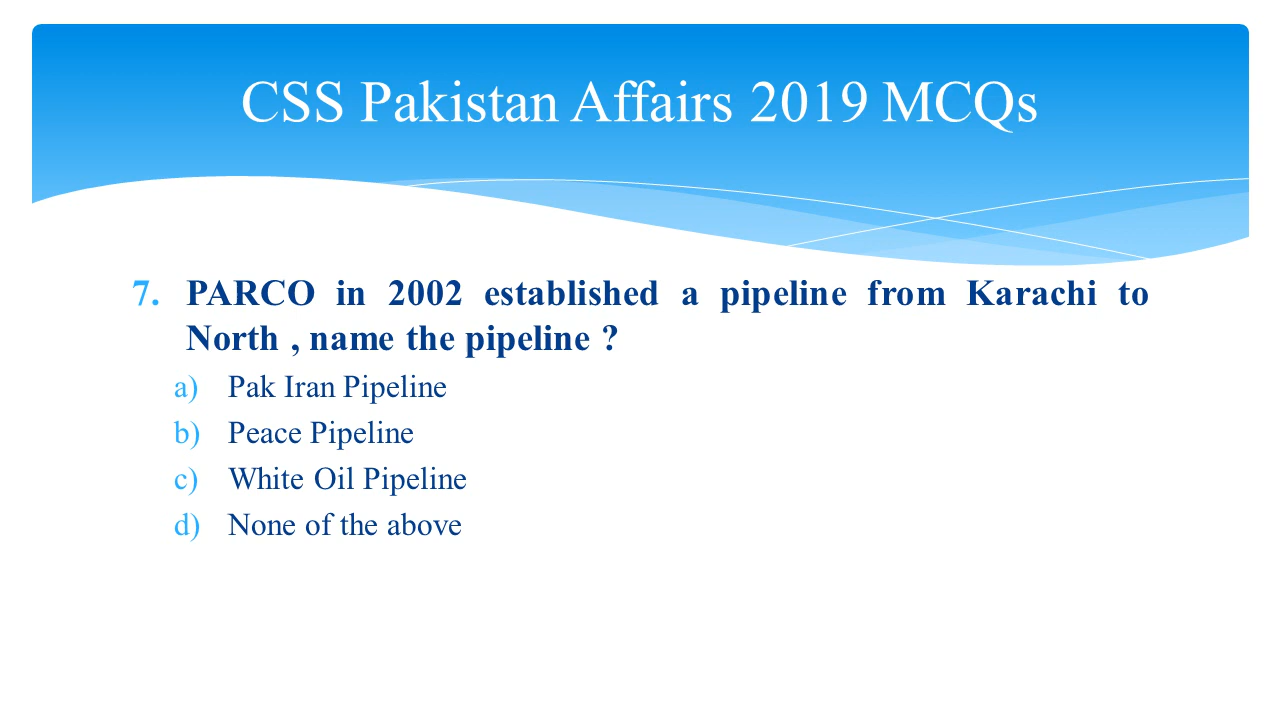 CSS Pakistan Affairs 2019 MCQs
7. PARCO in 2002 established a pipeline from Karachi to
North , name the pipeline ?
a) Pak Iran Pipeline
b) Peace Pipeline
c) White Oil Pipeline
d) None of the above